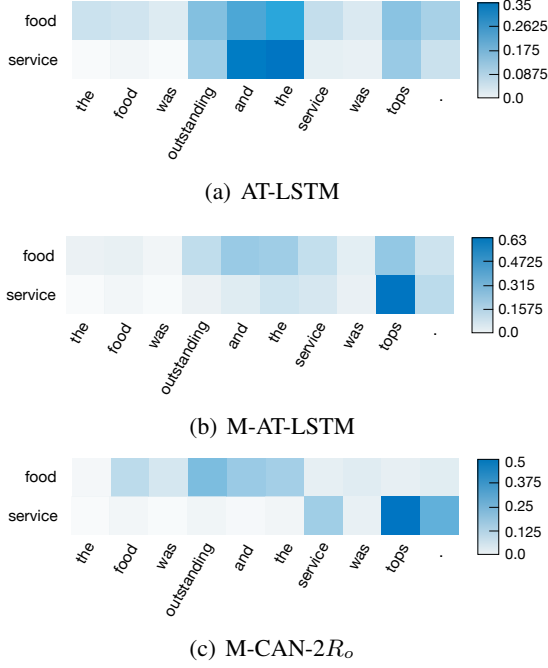 food
service
0.35
0.2625
0.175
0.0875
0.0
the food was outstanding and the service was tops .
(a) AT-LSTM
food
service
0.63
0.4725
0.315
0.1575
0.0
the food was outstanding and the service was tops .
(b) M-AT-LSTM
food
service
0.5
0.375
0.25
0.125
0.0
the food was outstanding and the service was tops .
(c) M-CAN-2Rₒ